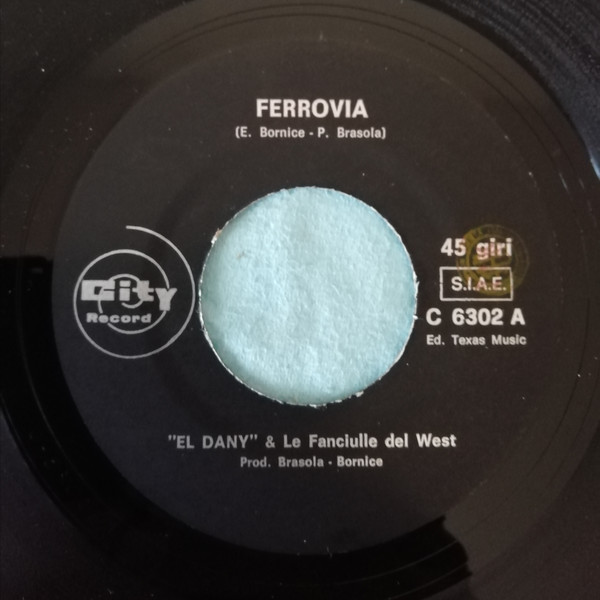 FERROVIA
(E. Bornice - P. Brasola)
City
Record
45 giri
S.I.A.E.
C 6302 A
Ed. Texas Music
"EL DANY" & Le Fanciulle del West
Prod. Brasola - Bornice